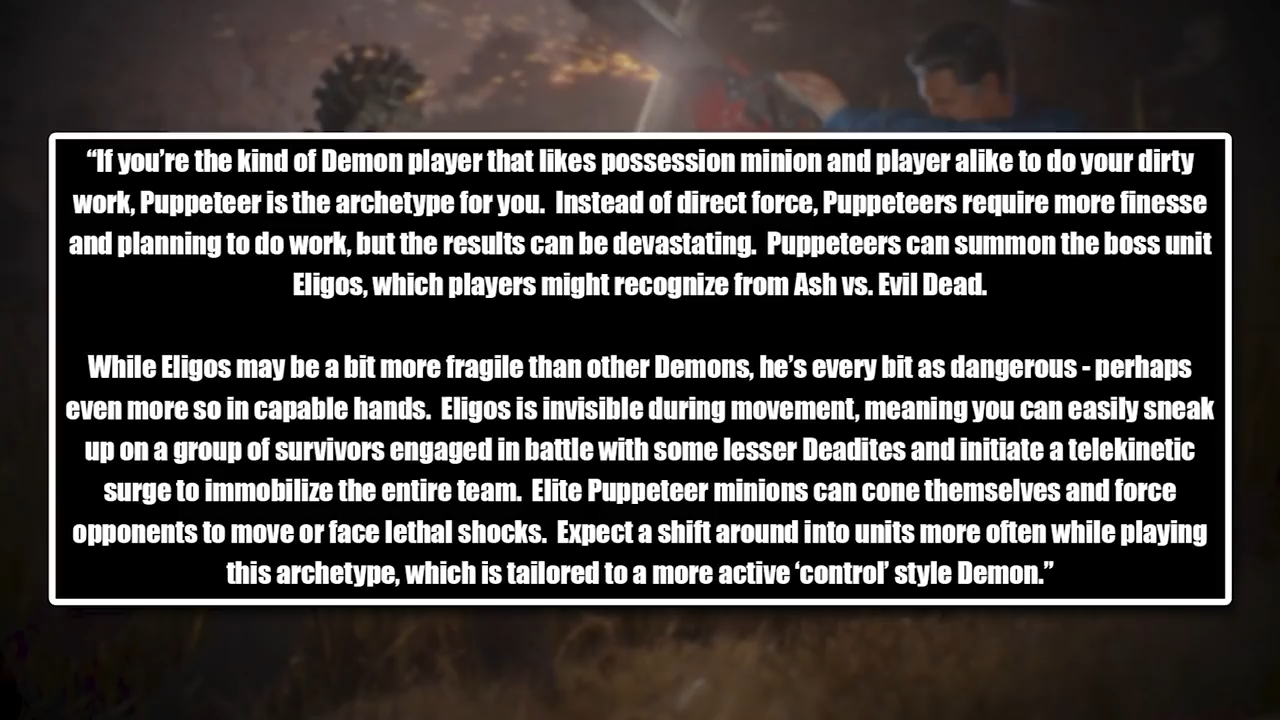 “If you’re the kind of Demon player that likes possession minion and player alike to do your dirty
work, Puppeteer is the archetype for you.  Instead of direct force, Puppeteers require more finesse
and planning to do work, but the results can be devastating.  Puppeteers can summon the boss unit
Eligos, which players might recognize from Ash vs. Evil Dead.
While Eligos may be a bit more fragile than other Demons, he’s every bit as dangerous - perhaps
even more so in capable hands.  Eligos is invisible during movement, meaning you can easily sneak
up on a group of survivors engaged in battle with some lesser Deadites and initiate a telekinetic
surge to immobilize the entire team.  Elite Puppeteer minions can cone themselves and force
opponents to move or face lethal shocks.  Expect a shift around into units more often while playing
this archetype, which is tailored to a more active ‘control’ style Demon.”